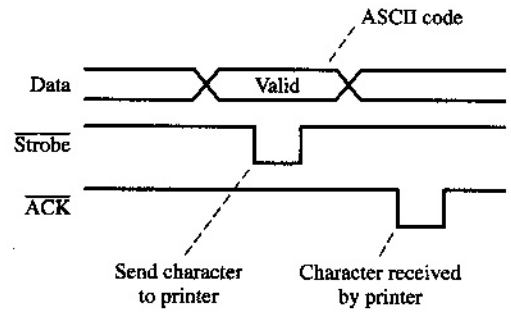 ASCII code
Data
Valid
Strobe
ACK
Send character
to printer
Character received
by printer